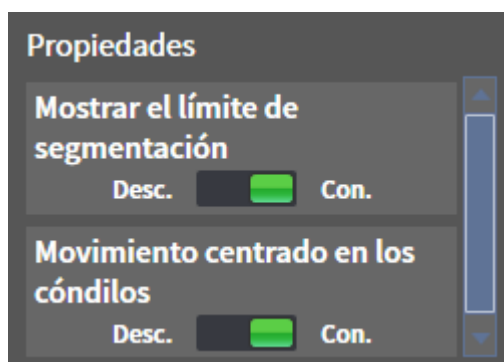 Propiedades
Mostrar el límite de
segmentación
Desc. Con.
Movimiento centrado en los
cóndilos
Desc. Con.